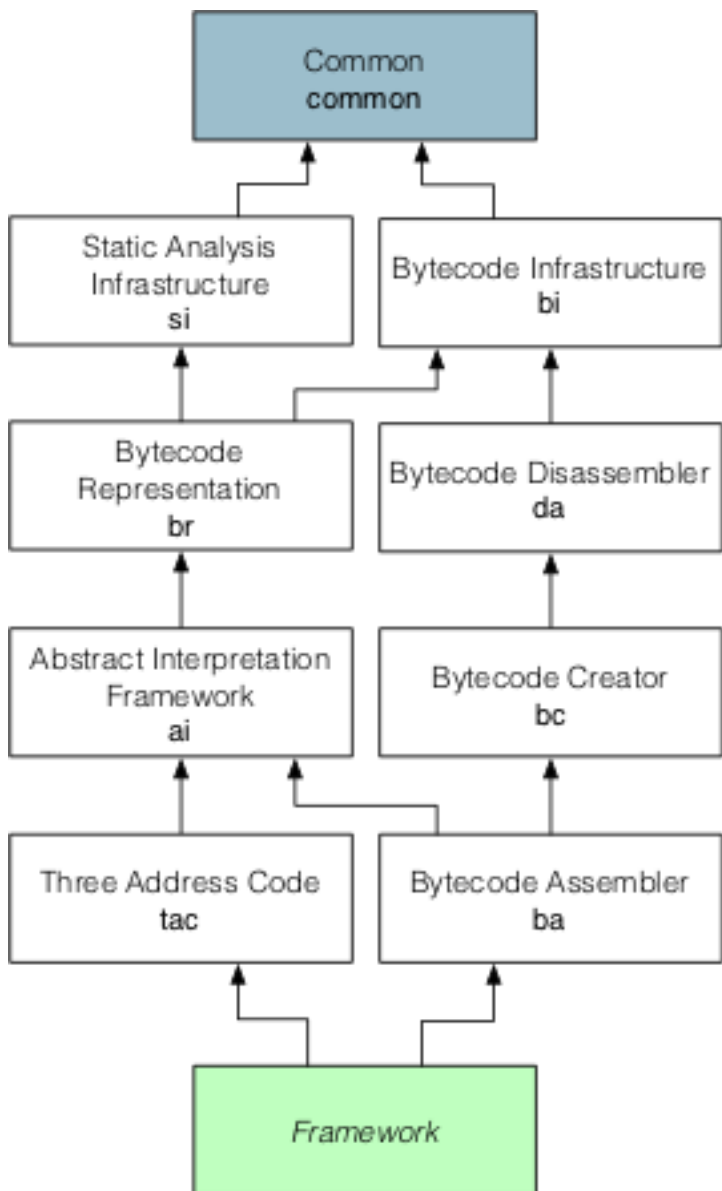 Common
common
Static Analysis
Infrastructure
si
Bytecode Infrastructure
bi
Bytecode
Representation
br
Bytecode Disassembler
da
Abstract Interpretation
Framework
ai
Bytecode Creator
bc
Three Address Code
tac
Bytecode Assembler
ba
Framework